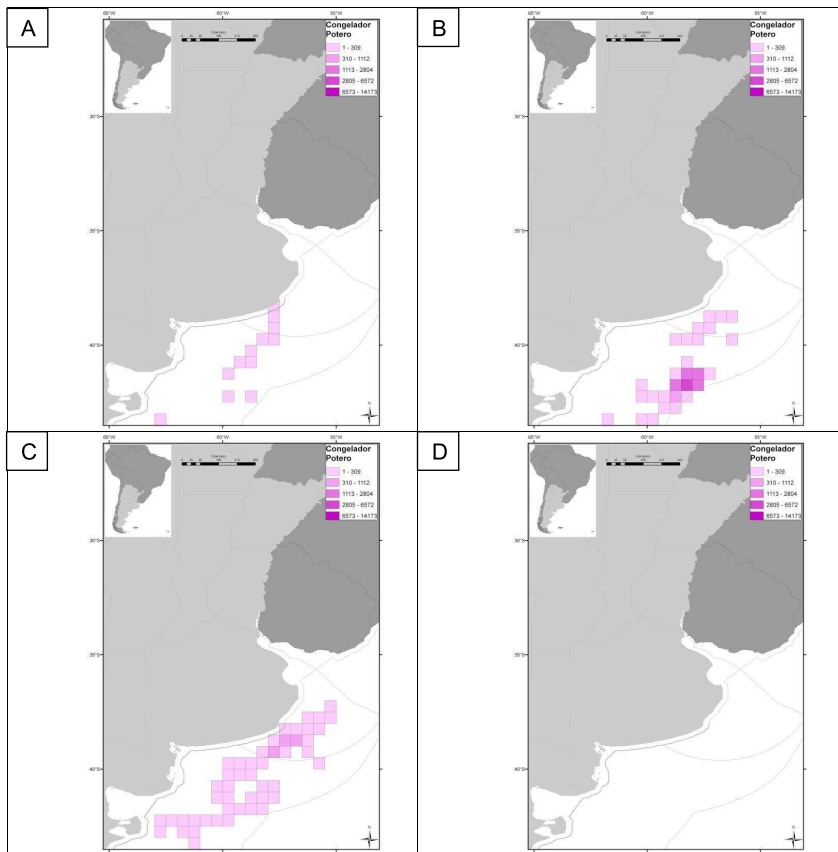 A
Congelador
Potero
1 - 309
310 - 1112
1113 - 2804
2805 - 6572
6573 - 14173
65°W
60°W
55°W
30°S
35°S
40°S
N
B
Congelador
Potero
1 - 309
310 - 1112
1113 - 2804
2805 - 6572
6573 - 14173
65°W
60°W
55°W
30°S
35°S
40°S
N
C
Congelador
Potero
1 - 309
310 - 1112
1113 - 2804
2805 - 6572
6573 - 14173
65°W
60°W
55°W
30°S
35°S
40°S
N
D
Congelador
Potero
1 - 309
310 - 1112
1113 - 2804
2805 - 6572
6573 - 14173
65°W
60°W
55°W
30°S
35°S
40°S
N